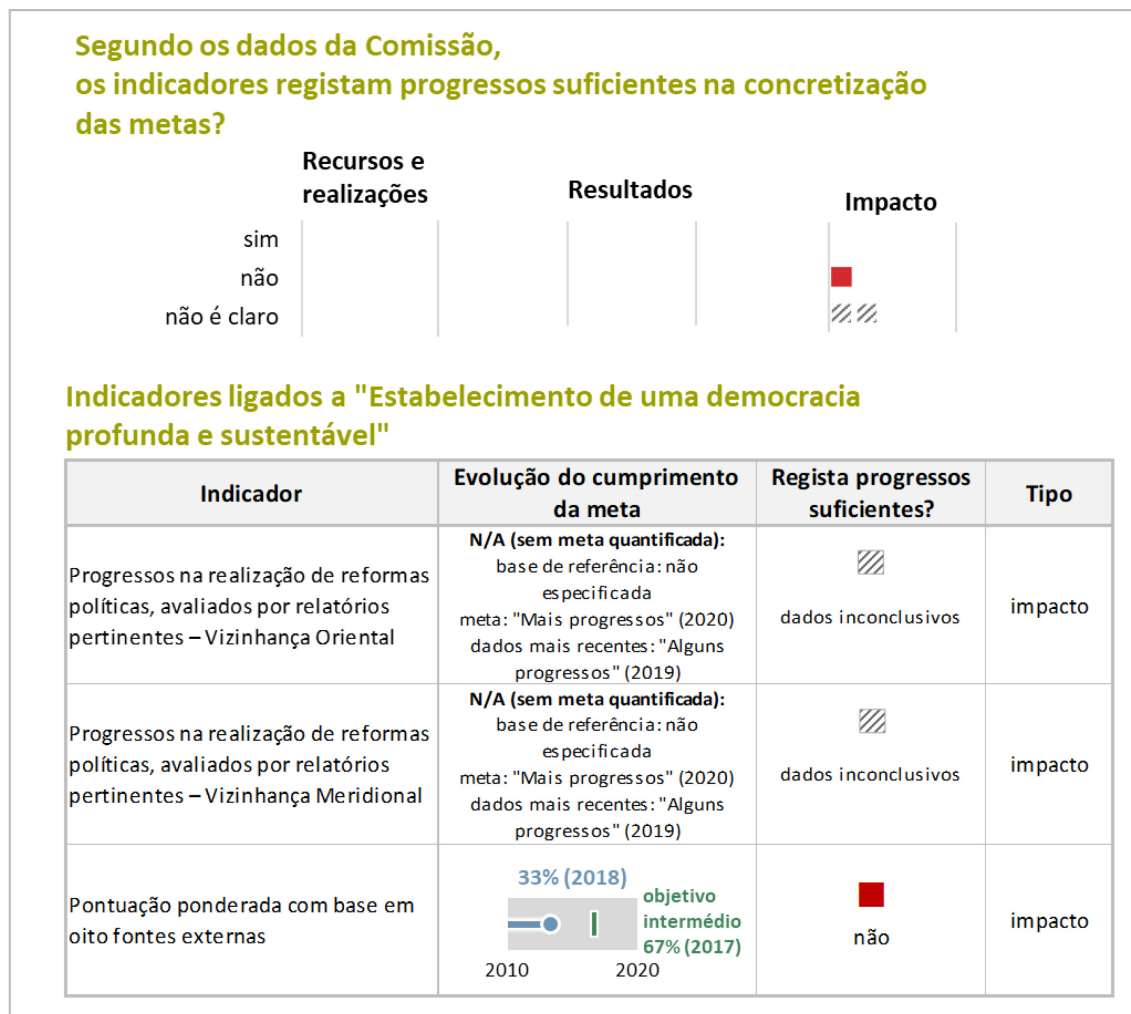 Segundo os dados da Comissão,
os indicadores registam progressos suficientes na concretização
das metas?
Recursos e
realizações
Resultados
Impacto
sim
não
não é claro
Indicadores ligados a "Estabelecimento de uma democracia
profunda e sustentável"
Indicador
Evolução do cumprimento
da meta
Regista progressos
suficientes?
Tipo
Progressos na realização de reformas
políticas, avaliados por relatórios
pertinentes – Vizinhança Oriental
N/A (sem meta quantificada):
base de referência: não
especificada
meta: "Mais progressos" (2020)
dados mais recentes: "Alguns
progressos" (2019)
dados inconclusivos
impacto
Progressos na realização de reformas
políticas, avaliados por relatórios
pertinentes – Vizinhança Meridional
N/A (sem meta quantificada):
base de referência: não
especificada
meta: "Mais progressos" (2020)
dados mais recentes: "Alguns
progressos" (2019)
dados inconclusivos
impacto
Pontuação ponderada com base em
oito fontes externas
33% (2018)
objetivo
intermédio
67% (2017)
2010 2020
não
impacto